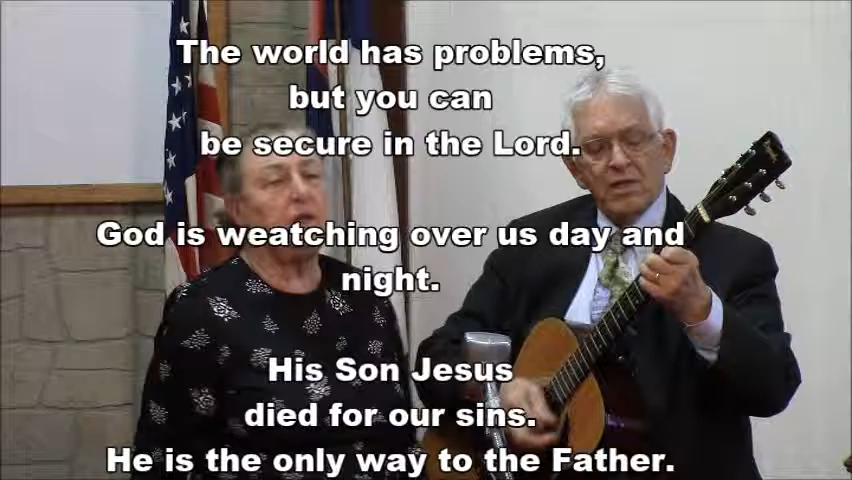 The world has problems,
but you can
be secure in the Lord.
God is weatching over us day and
night.
His Son Jesus
died for our sins.
He is the only way to the Father.